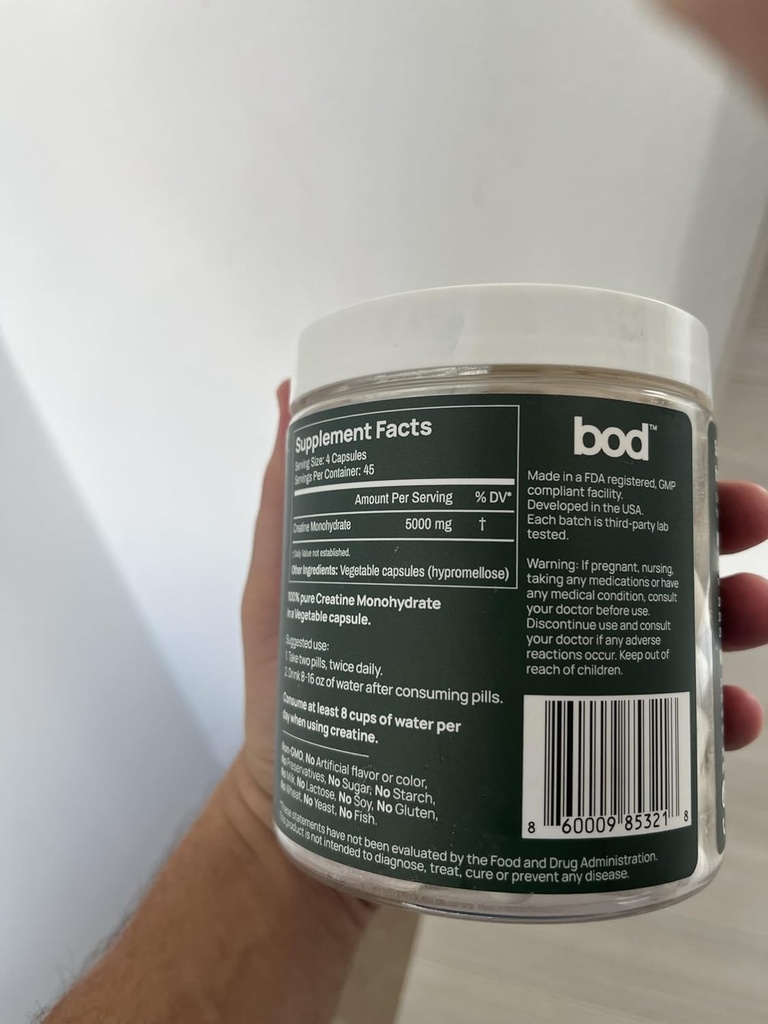 Supplement Facts
Serving Size: 4 Capsules
Servings Per Container: 45
Amount Per Serving % DV*
Creatine Monohydrate 5000 mg †
†Daily Value not established.
Other Ingredients: Vegetable capsules (hypromellose)
100% pure Creatine Monohydrate
in a Vegetable capsule.
Suggested use:
1. Take two pills, twice daily.
2. Drink 8-16 oz of water after consuming pills.
Consume at least 8 cups of water per
day when using creatine.
Non-GMO, No Artificial flavor or color,
No Preservatives, No Sugar, No Starch,
No Milk, No Lactose, No Soy, No Gluten,
No Wheat, No Yeast, No Fish.
*These statements have not been evaluated by the Food and Drug Administration.
This product is not intended to diagnose, treat, cure or prevent any disease.
bod™
Made in a FDA registered, GMP
compliant facility.
Developed in the USA.
Each batch is third-party lab
tested.
Warning: If pregnant, nursing,
taking any medications or have
any medical condition, consult
your doctor before use.
Discontinue use and consult
your doctor if any adverse
reactions occur. Keep out of
reach of children.
8 60009 85321 8